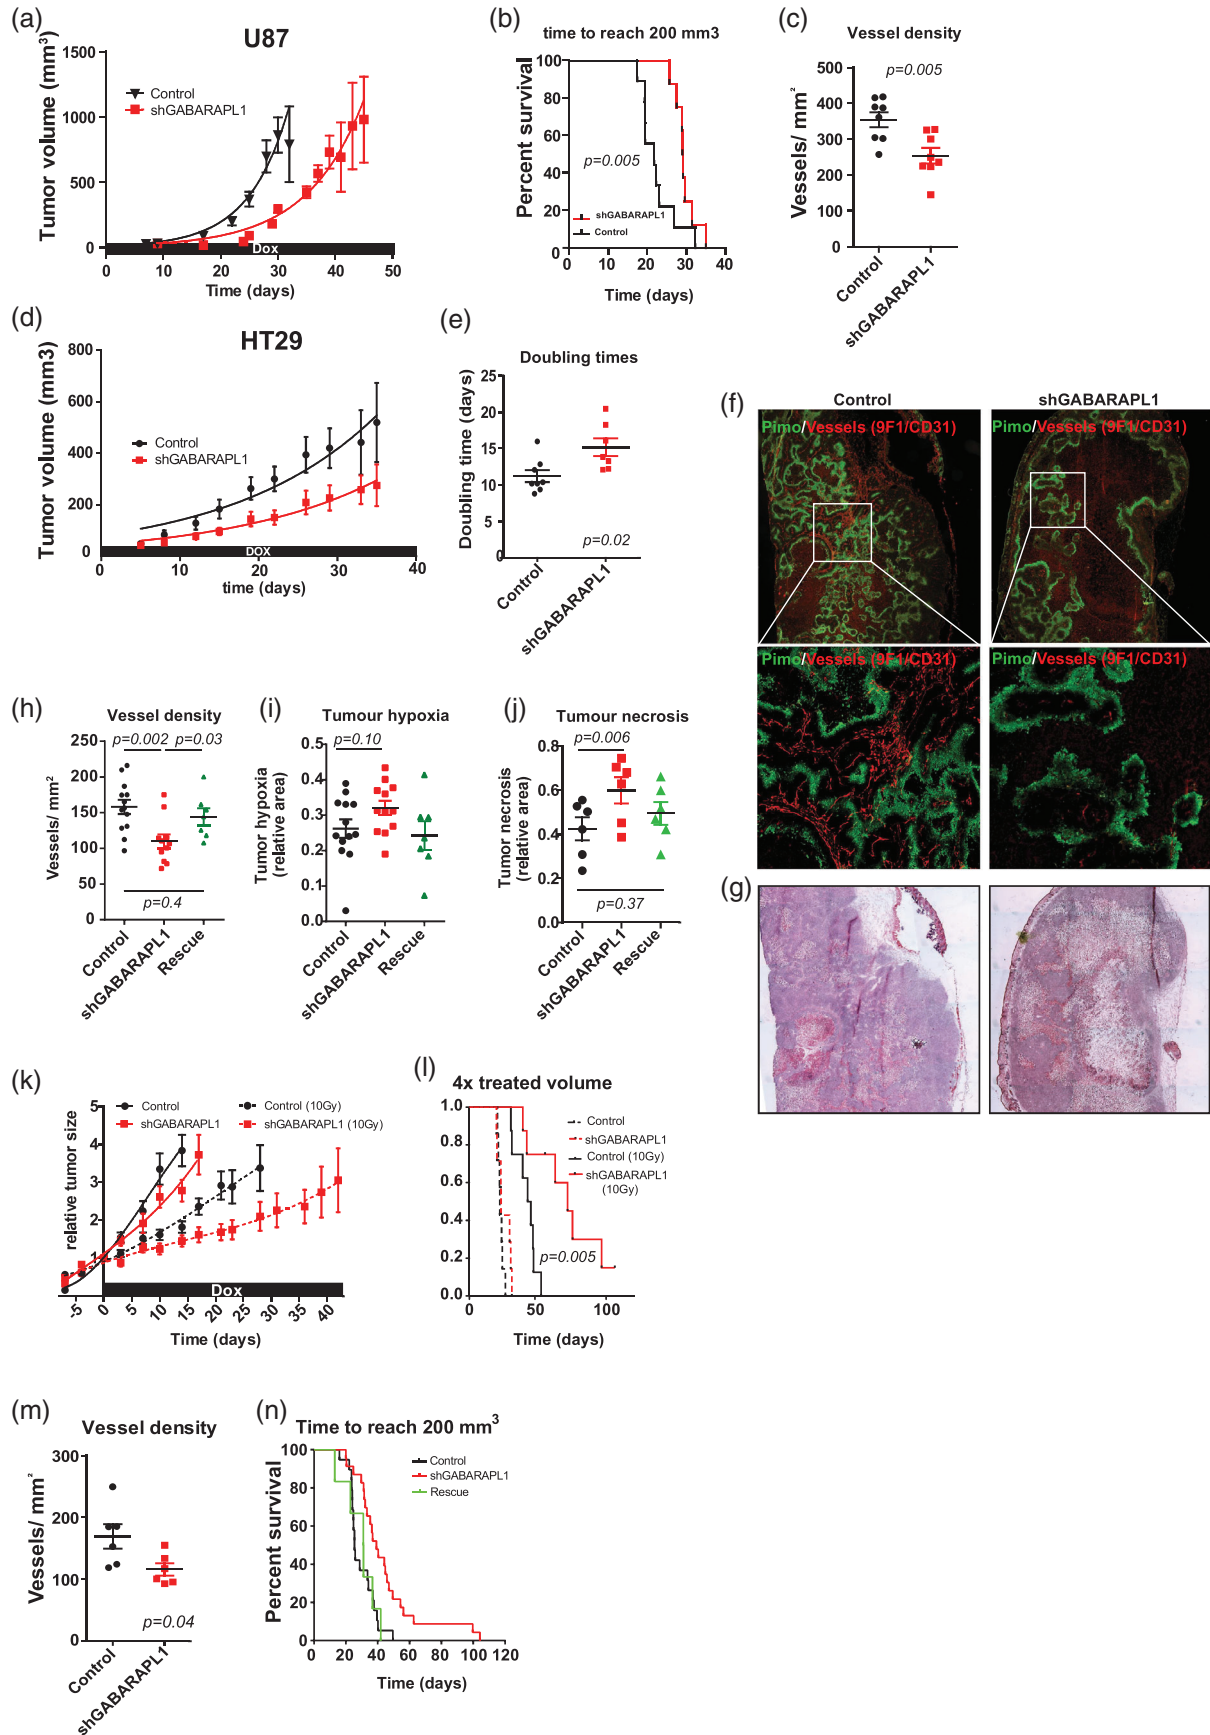 (a)
U87
Tumor volume (mm³)
1500
1000
500
0
Control
shGABARAPL1
Dox
0 10 20 30 40 50
Time (days)
(b)
time to reach 200 mm3
Percent survival
100
80
60
40
20
0
p=0.005
shGABARAPL1
Control
0 10 20 30 40
Time (days)
(c)
Vessel density
p=0.005
Vessels/ mm²
500
400
300
200
100
0
Control
shGABARAPL1
(d)
HT29
Tumor volume (mm3)
800
600
400
200
0
Control
shGABARAPL1
DOX
0 10 20 30 40
time (days)
(e)
Doubling times
Doubling time (days)
25
20
15
10
5
0
p=0.02
Control
shGABARAPL1
(f)
Control
shGABARAPL1
Pimo/Vessels (9F1/CD31)
Pimo/Vessels (9F1/CD31)
Pimo/Vessels (9F1/CD31)
Pimo/Vessels (9F1/CD31)
(g)
(h)
Vessel density
p=0.002 p=0.03
Vessels/ mm²
250
200
150
100
50
0
p=0.4
Control
shGABARAPL1
Rescue
(i)
Tumour hypoxia
p=0.10
Tumor hypoxia
(relative area)
0.5
0.4
0.3
0.2
0.1
0.0
Control
shGABARAPL1
Rescue
(j)
Tumour necrosis
p=0.006
Tumor necrosis
(relative area)
0.8
0.6
0.4
0.2
0.0
p=0.37
Control
shGABARAPL1
Rescue
(k)
relative tumor size
5
4
3
2
1
Control
shGABARAPL1
Control (10Gy)
shGABARAPL1 (10Gy)
Dox
-5 0 5 10 15 20 25 30 35 40
Time (days)
(l)
4x treated volume
1.0
0.8
0.6
0.4
0.2
0.0
Control
shGABARAPL1
Control (10Gy)
shGABARAPL1
(10Gy)
p=0.005
0 50 100
Time (days)
(m)
Vessel density
Vessels/ mm²
300
200
100
0
p=0.04
Control
shGABARAPL1
(n)
Time to reach 200 mm³
Percent survival
100
80
60
40
20
0
Control
shGABARAPL1
Rescue
0 20 40 60 80 100 120
Time (days)